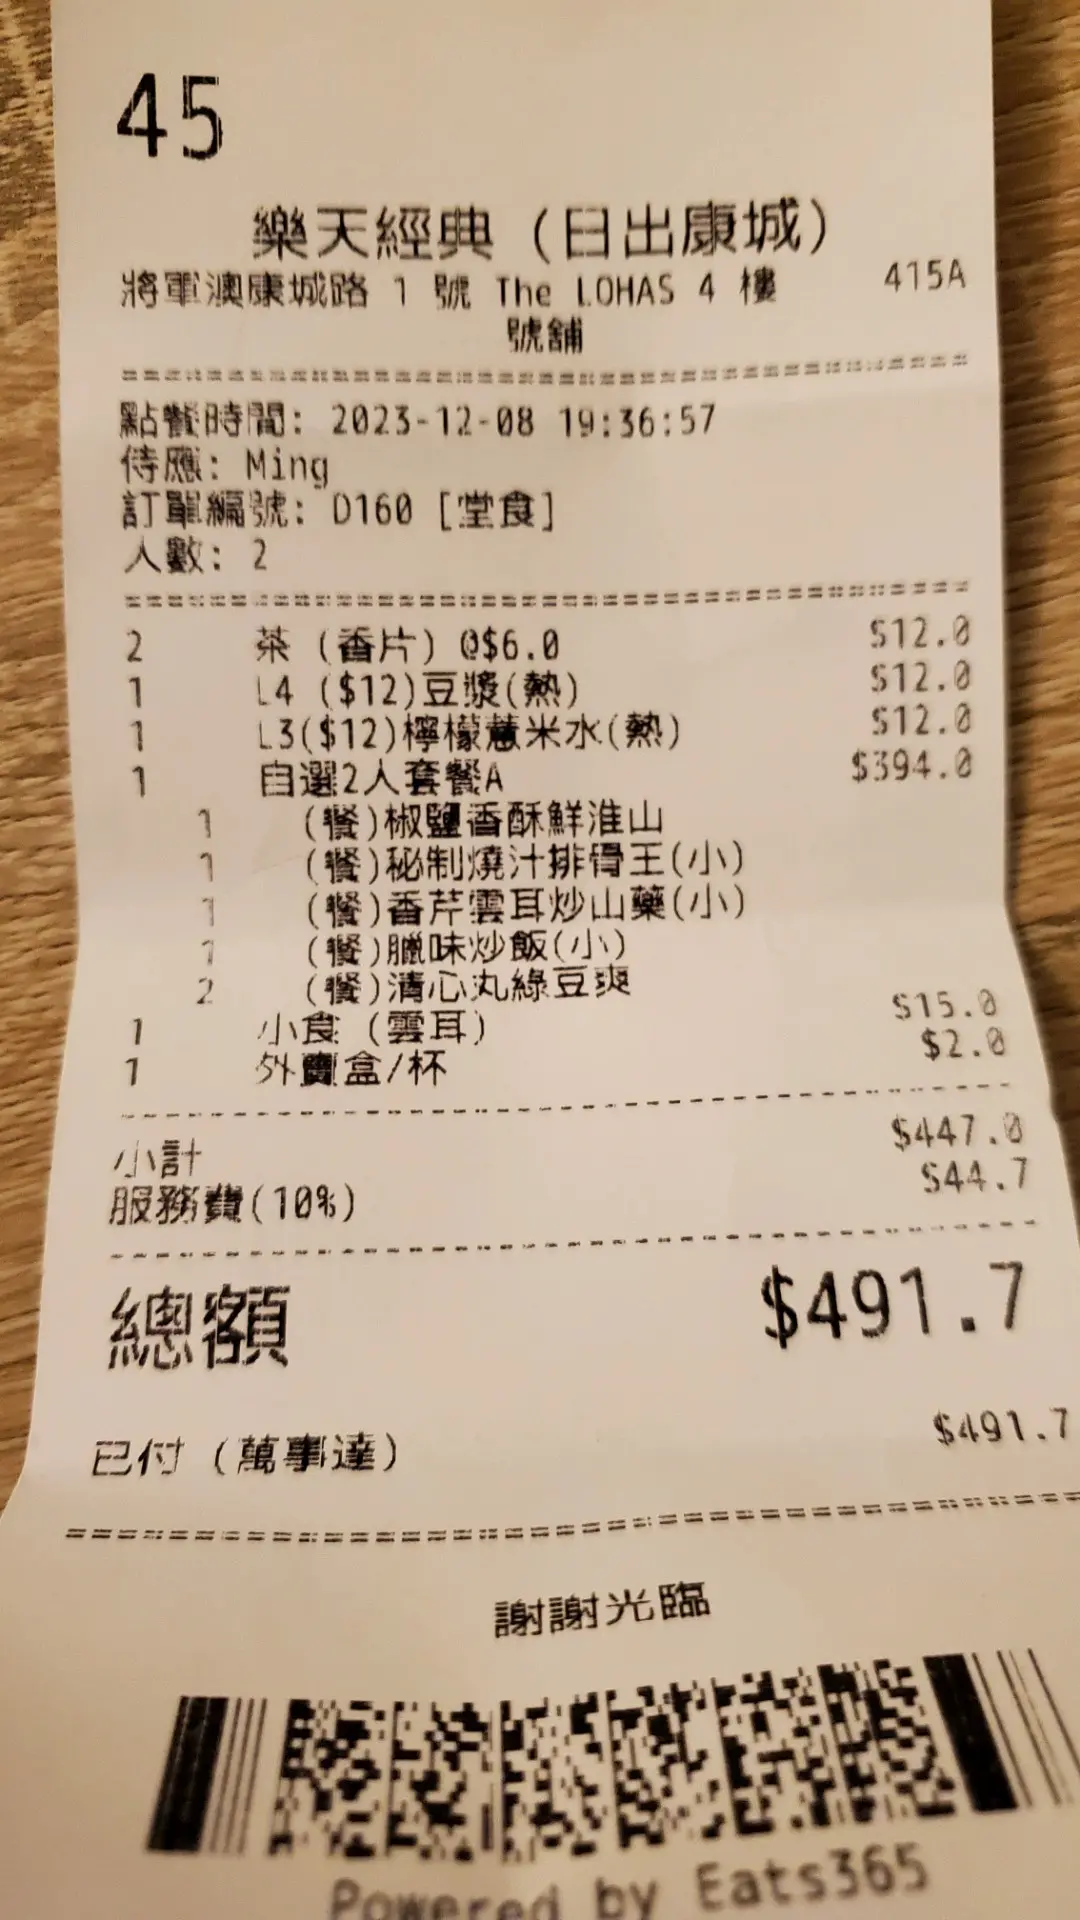 45
樂天經典 (日出康城)
將軍澳康城路 1 號 The LOHAS 4 樓 415A
號舖
點餐時間: 2023-12-08 19:36:57
侍應: Ming
訂單編號: D160 [堂食]
人數: 2
2 茶 (香片) @$6.0 $12.0
1 L4 ($12)豆漿(熱) $12.0
1 L3($12)檸檬薏米水(熱) $12.0
1 自選2人套餐A $394.0
1 (餐)椒鹽香酥鮮淮山
1 (餐)秘制燒汁排骨王(小)
1 (餐)香芹雲耳炒山藥(小)
1 (餐)臘味炒飯(小)
2 (餐)清心丸綠豆爽
1 小食 (雲耳) $15.0
1 外賣盒/杯 $2.0
小計 $447.0
服務費(10%) $44.7
總額 $491.7
已付 (萬事達) $491.7
謝謝光臨
Powered by Eats365